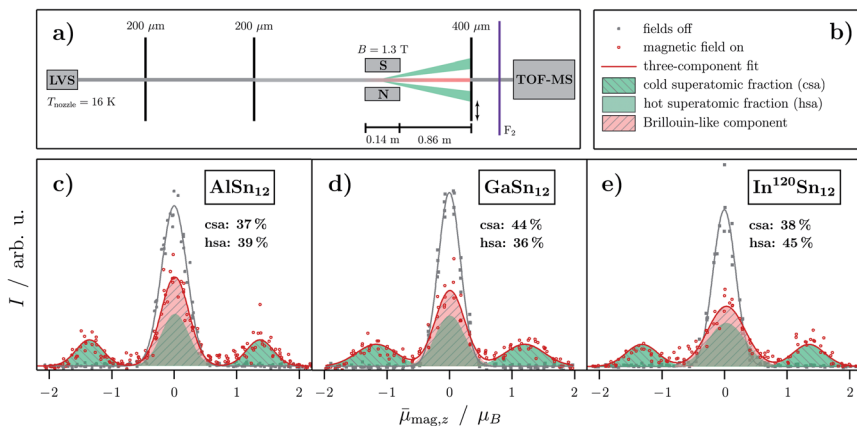 a)
200 μm
200 μm
400 μm
B = 1.3 T
S
N
LVS
TOF-MS
T_nozzle = 16 K
0.14 m
0.86 m
F₂
b)
fields off
magnetic field on
three-component fit
cold superatomic fraction (csa)
hot superatomic fraction (hsa)
Brillouin-like component
c)
AlSn₁₂
csa: 37 %
hsa: 39 %
d)
GaSn₁₂
csa: 44 %
hsa: 36 %
e)
In¹²⁰Sn₁₂
csa: 38 %
hsa: 45 %
I / arb. u.
−2 −1 0 1 2
−2 −1 0 1 2
−2 −1 0 1 2
μ̄_mag,z / μ_B